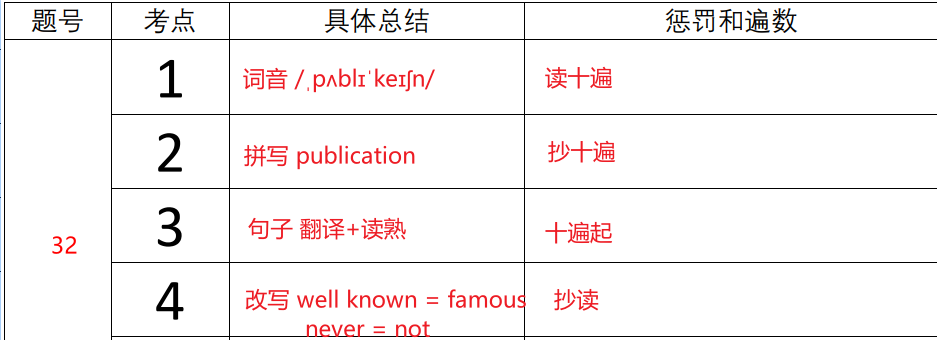 题号 考点 具体总结 惩罚和遍数
1 词音 /ˌpʌblɪˈkeɪʃn/ 读十遍
2 拼写 publication 抄十遍
32 3 句子 翻译+读熟 十遍起
4 改写 well known = famous 抄读
never = not